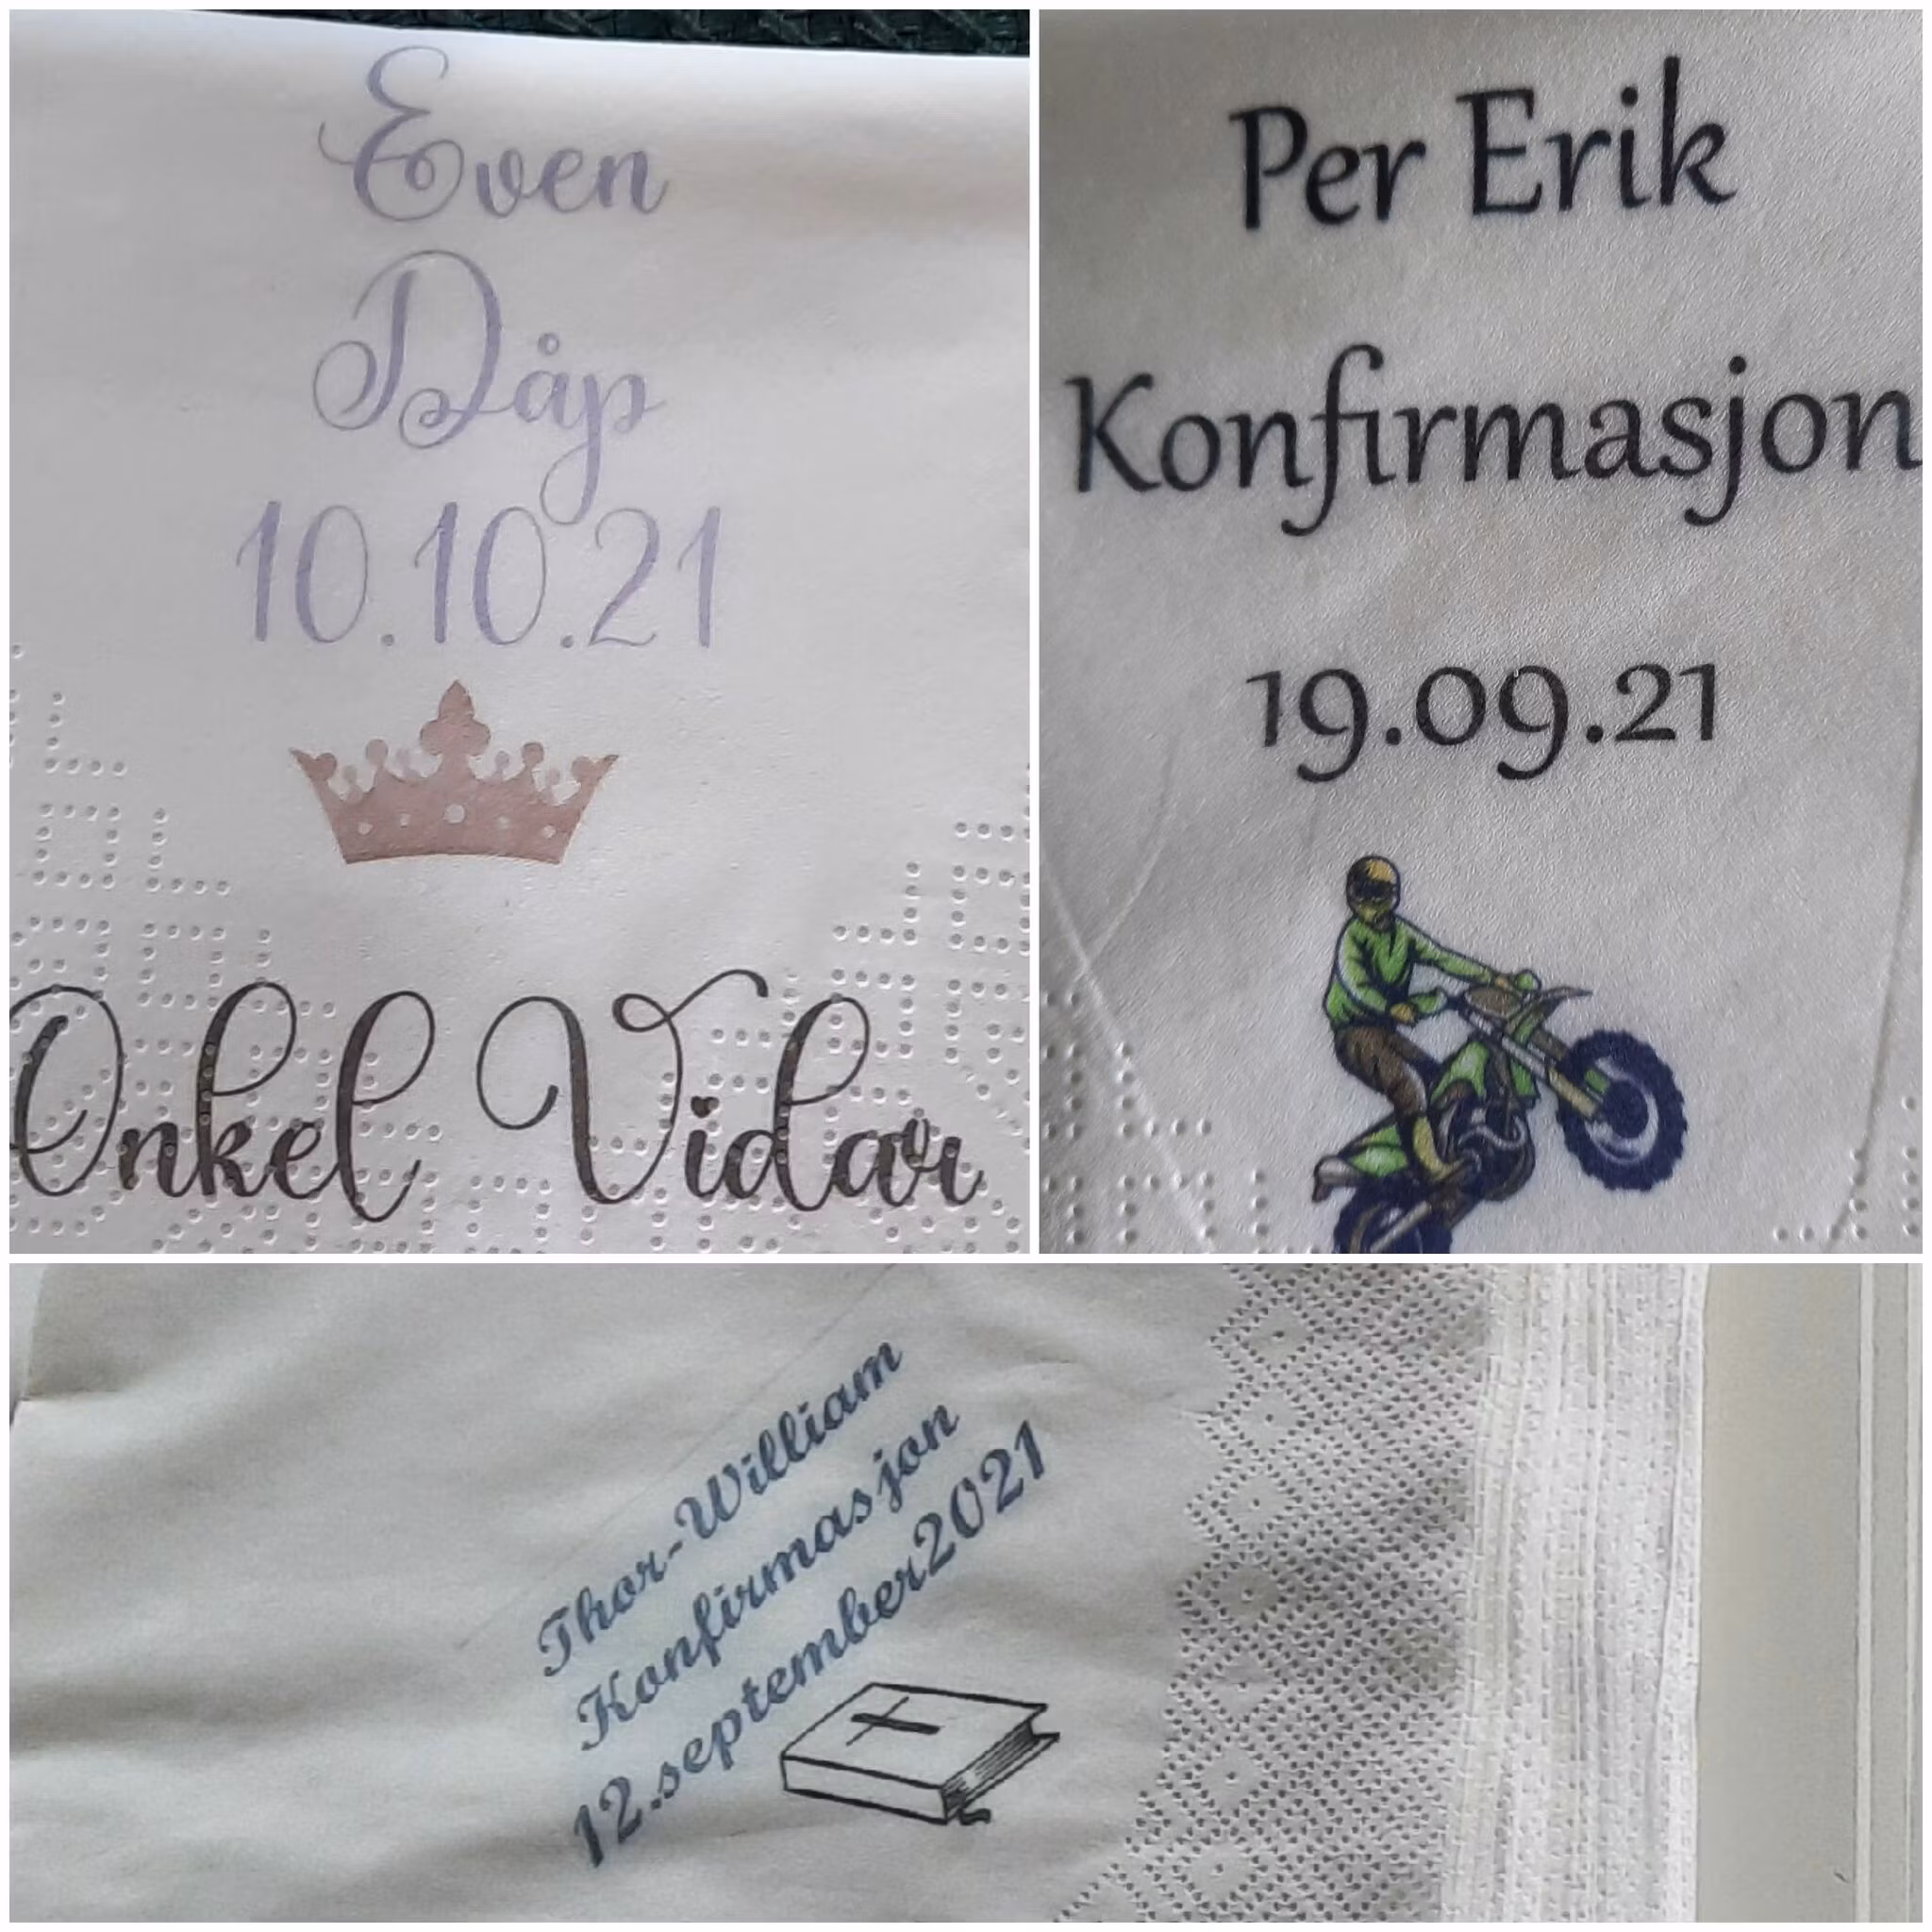 Even
Dåp
10.10.21
Onkel Vidar
Per Erik
Konfirmasjon
19.09.21
Thor-William
Konfirmasjon
12.september2021